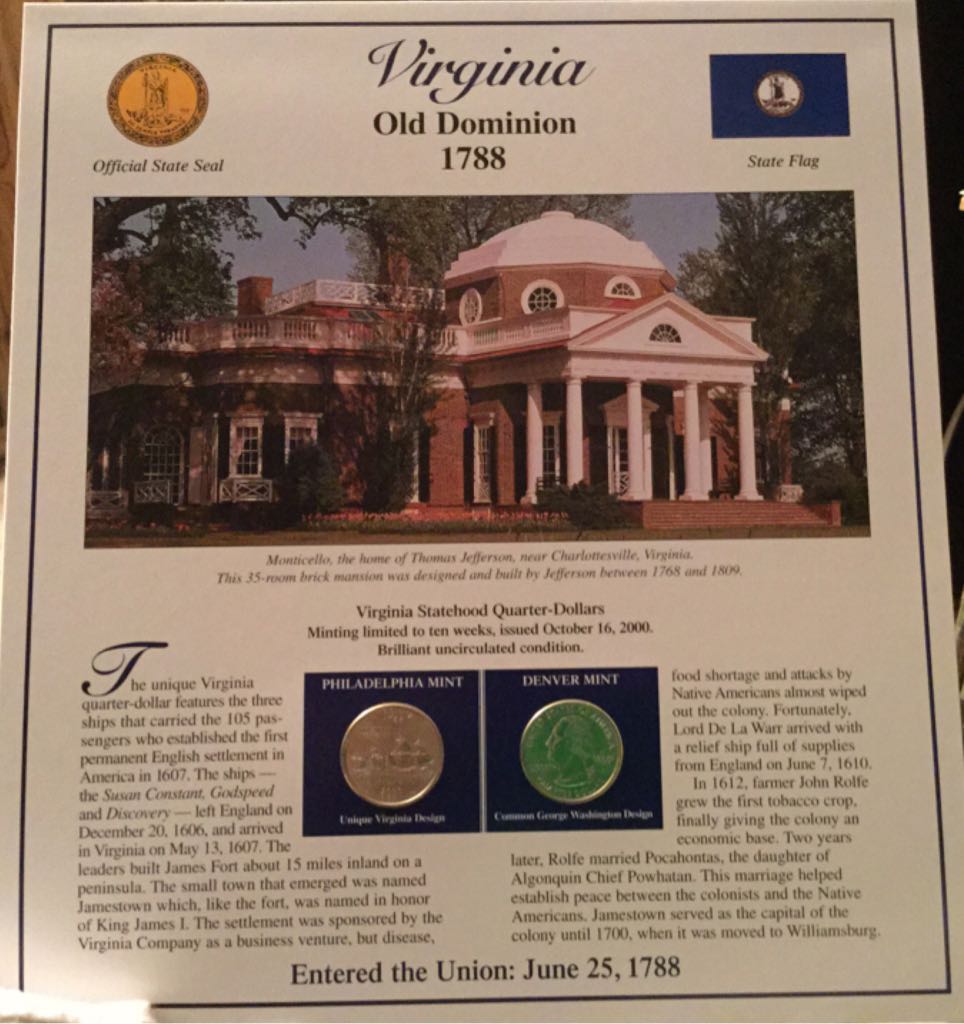 Virginia
Old Dominion
1788
Official State Seal
State Flag
Monticello, the home of Thomas Jefferson, near Charlottesville, Virginia.
This 35-room brick mansion was designed and built by Jefferson between 1768 and 1809.
Virginia Statehood Quarter-Dollars
Minting limited to ten weeks, issued October 16, 2000.
Brilliant uncirculated condition.
The unique Virginia
quarter-dollar features the three
ships that carried the 105 pas-
sengers who established the first
permanent English settlement in
America in 1607. The ships —
the Susan Constant, Godspeed
and Discovery — left England on
December 20, 1606, and arrived
in Virginia on May 13, 1607. The
leaders built James Fort about 15 miles inland on a
peninsula. The small town that emerged was named
Jamestown which, like the fort, was named in honor
of King James I. The settlement was sponsored by the
Virginia Company as a business venture, but disease,
PHILADELPHIA MINT
Unique Virginia Design
DENVER MINT
Common George Washington Design
food shortage and attacks by
Native Americans almost wiped
out the colony. Fortunately,
Lord De La Warr arrived with
a relief ship full of supplies
from England on June 7, 1610.
In 1612, farmer John Rolfe
grew the first tobacco crop,
finally giving the colony an
economic base. Two years
later, Rolfe married Pocahontas, the daughter of
Algonquin Chief Powhatan. This marriage helped
establish peace between the colonists and the Native
Americans. Jamestown served as the capital of the
colony until 1700, when it was moved to Williamsburg.
Entered the Union: June 25, 1788